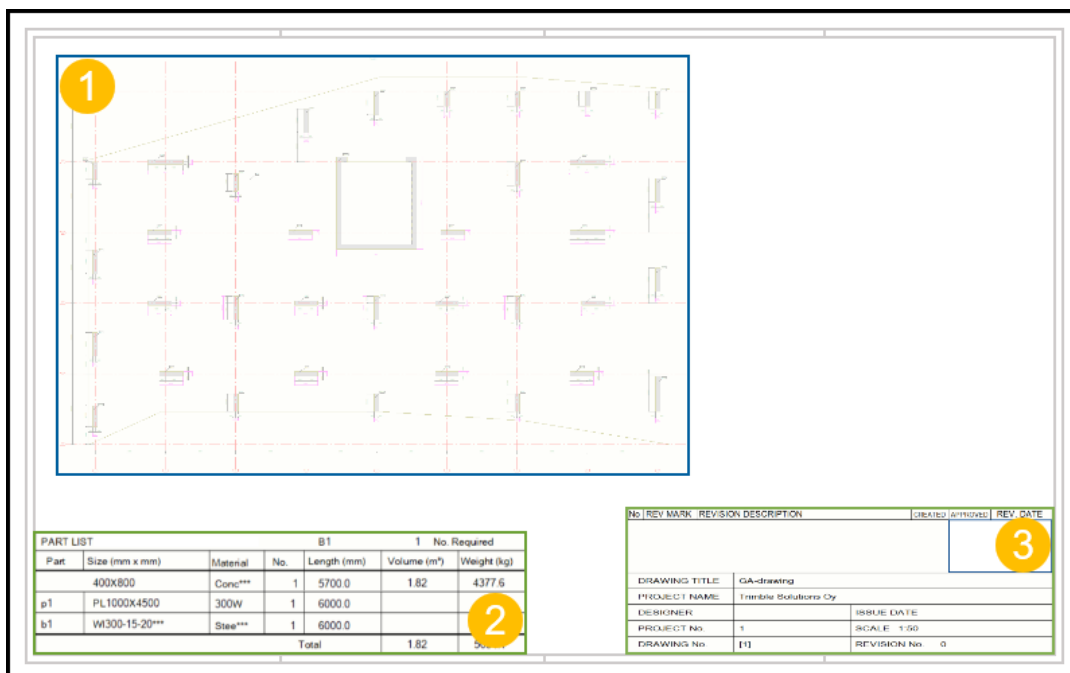 1
PART LIST B1 1 No. Required
Part Size (mm x mm) Material No. Length (mm) Volume (m³) Weight (kg)
400X800 Conc*** 1 5700.0 1.82 4377.6
p1 PL1000X4500 300W 1 6000.0
b1 WI300-15-20*** Stee*** 1 6000.0
2
Total 1.82
No REV MARK REVISION DESCRIPTION CREATED APPROVED REV. DATE
3
DRAWING TITLE GA-drawing
PROJECT NAME Trimble Solutions Oy
DESIGNER ISSUE DATE
PROJECT No. 1 SCALE 1:50
DRAWING No [1] REVISION No. 0